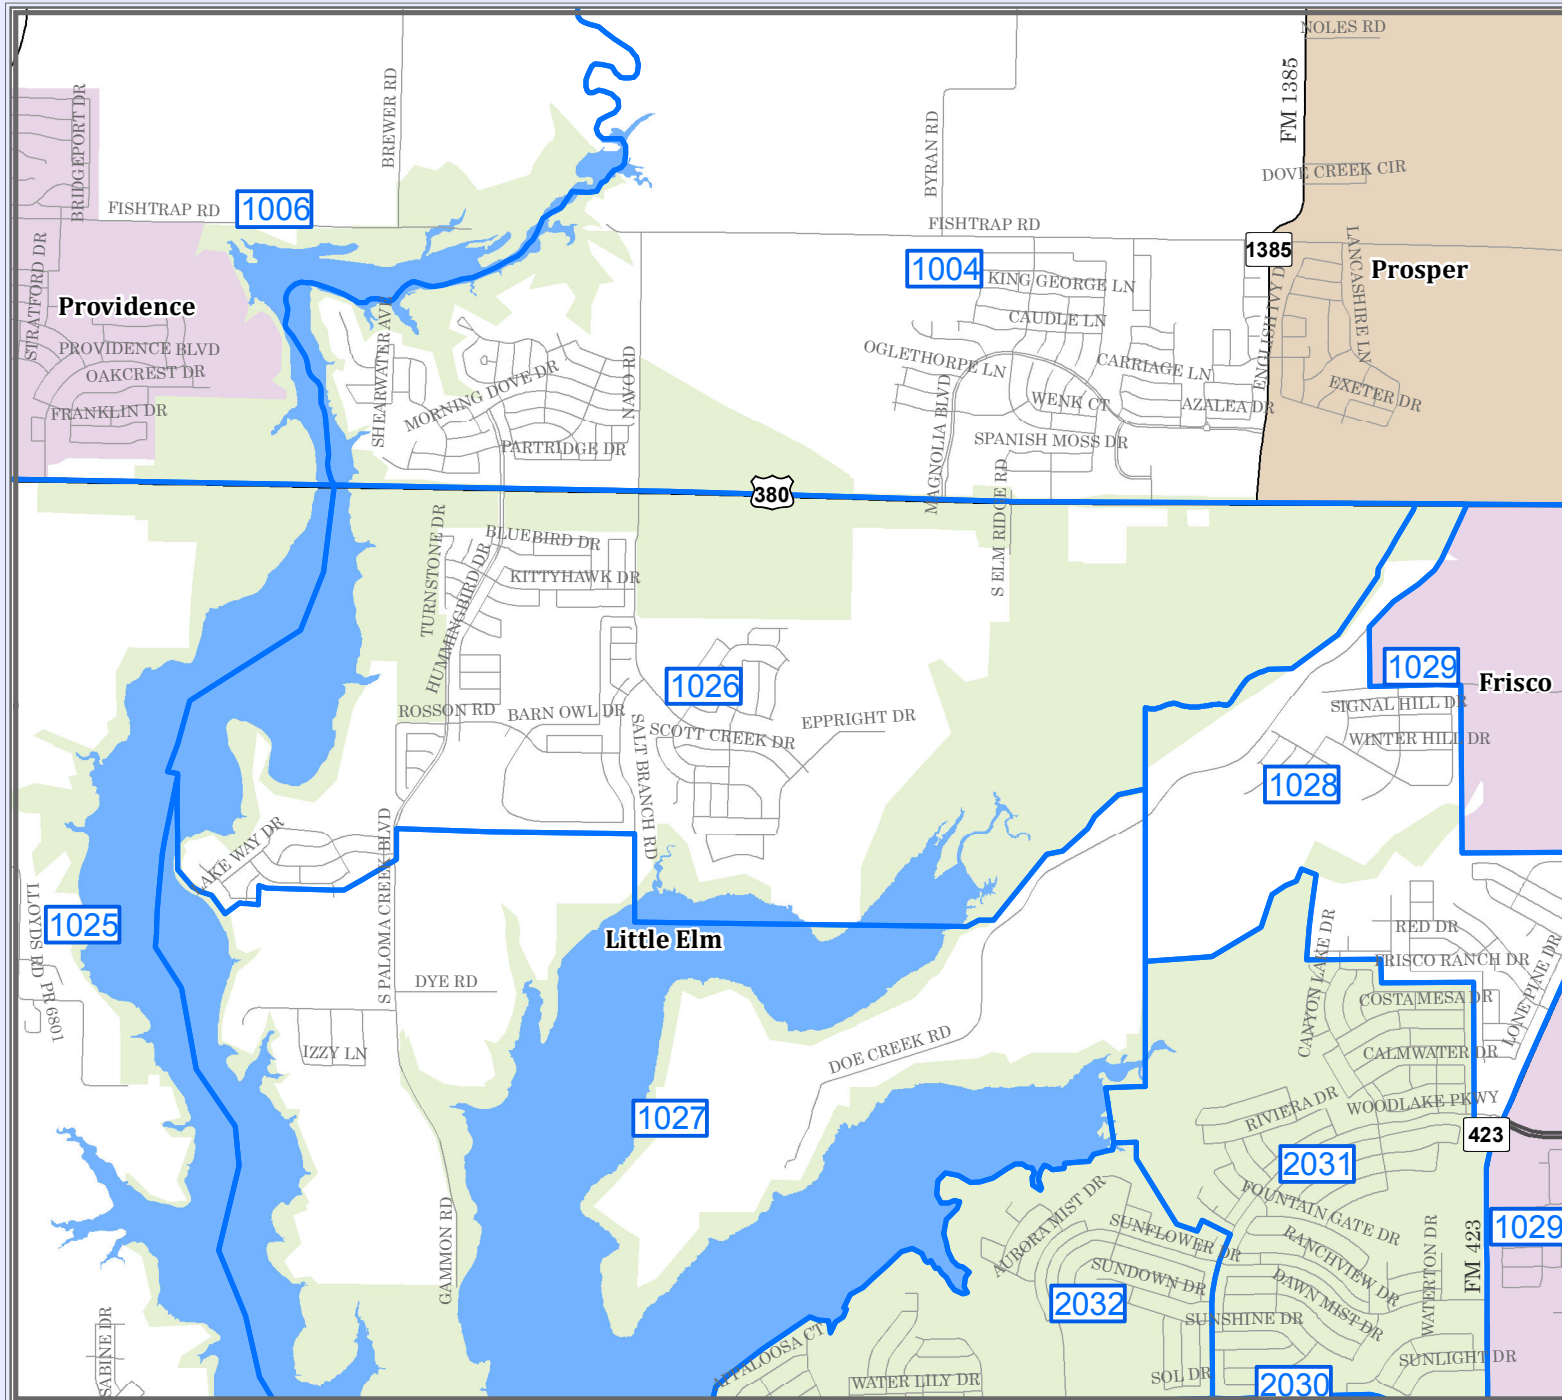 NOLES RD
FM 1385
BRIDGEPORT DR
BREWER RD
BYRAN RD
DOVE CREEK CIR
FISHTRAP RD
1006
FISHTRAP RD
1385
LANCASHIRE LN
STRATFORD DR
1004
KING GEORGE LN
Prosper
Providence
SHEARWATER AVE
CAUDLE LN
ENGLISH IVY D
PROVIDENCE BLVD
OAKCREST DR
OGLETHORPE LN
CARRIAGE LN
EXETER DR
FRANKLIN DR
MORNING DOVE DR
NAVO RD
MAGNOLIA BLVD
WENK CT
AZALEA DR
PARTRIDGE DR
SPANISH MOSS DR
380
S ELM RIDGE RD
TURNSTONE DR
BLUEBIRD DR
HUMMINGBIRD DR
KITTYHAWK DR
1026
1029
Frisco
ROSSON RD
BARN OWL DR
SALT BRANCH RD
SCOTT CREEK DR
EPPRIGHT DR
SIGNAL HILL DR
WINTER HILL DR
1028
LAKE WAY DR
S PALOMA CREEK BLVD
LLOYDS RD
1025
Little Elm
CANYON LAKE DR
RED DR
FRISCO RANCH DR
LONE PINE DR
PR 6801
DYE RD
COSTA MESA DR
IZZY LN
DOE CREEK RD
CALMWATER DR
1027
RIVIERA DR
WOODLAKE PKWY
423
2031
GAMMON RD
AURORA MIST DR
SUNFLOWER DR
FOUNTAIN GATE DR
RANCHVIEW DR
WATERTON DR
FM 423
1029
SUNDOWN DR
DAWN MIST DR
2032
SUNSHINE DR
SABINE DR
APPALOOSA CT
WATER LILY DR
SOL DR
SUNLIGHT DR
2030